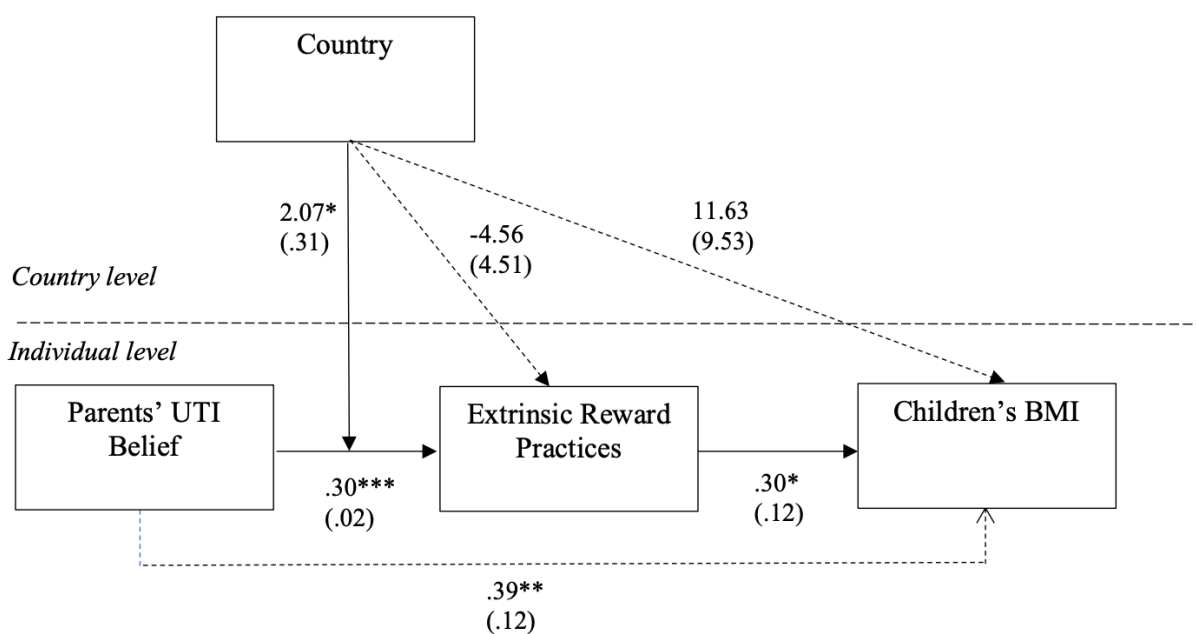 Country
2.07*
(.31)
-4.56
(4.51)
11.63
(9.53)
Country level
Individual level
Parents’ UTI
Belief
Extrinsic Reward
Practices
Children’s BMI
.30***
(.02)
.30*
(.12)
.39**
(.12)